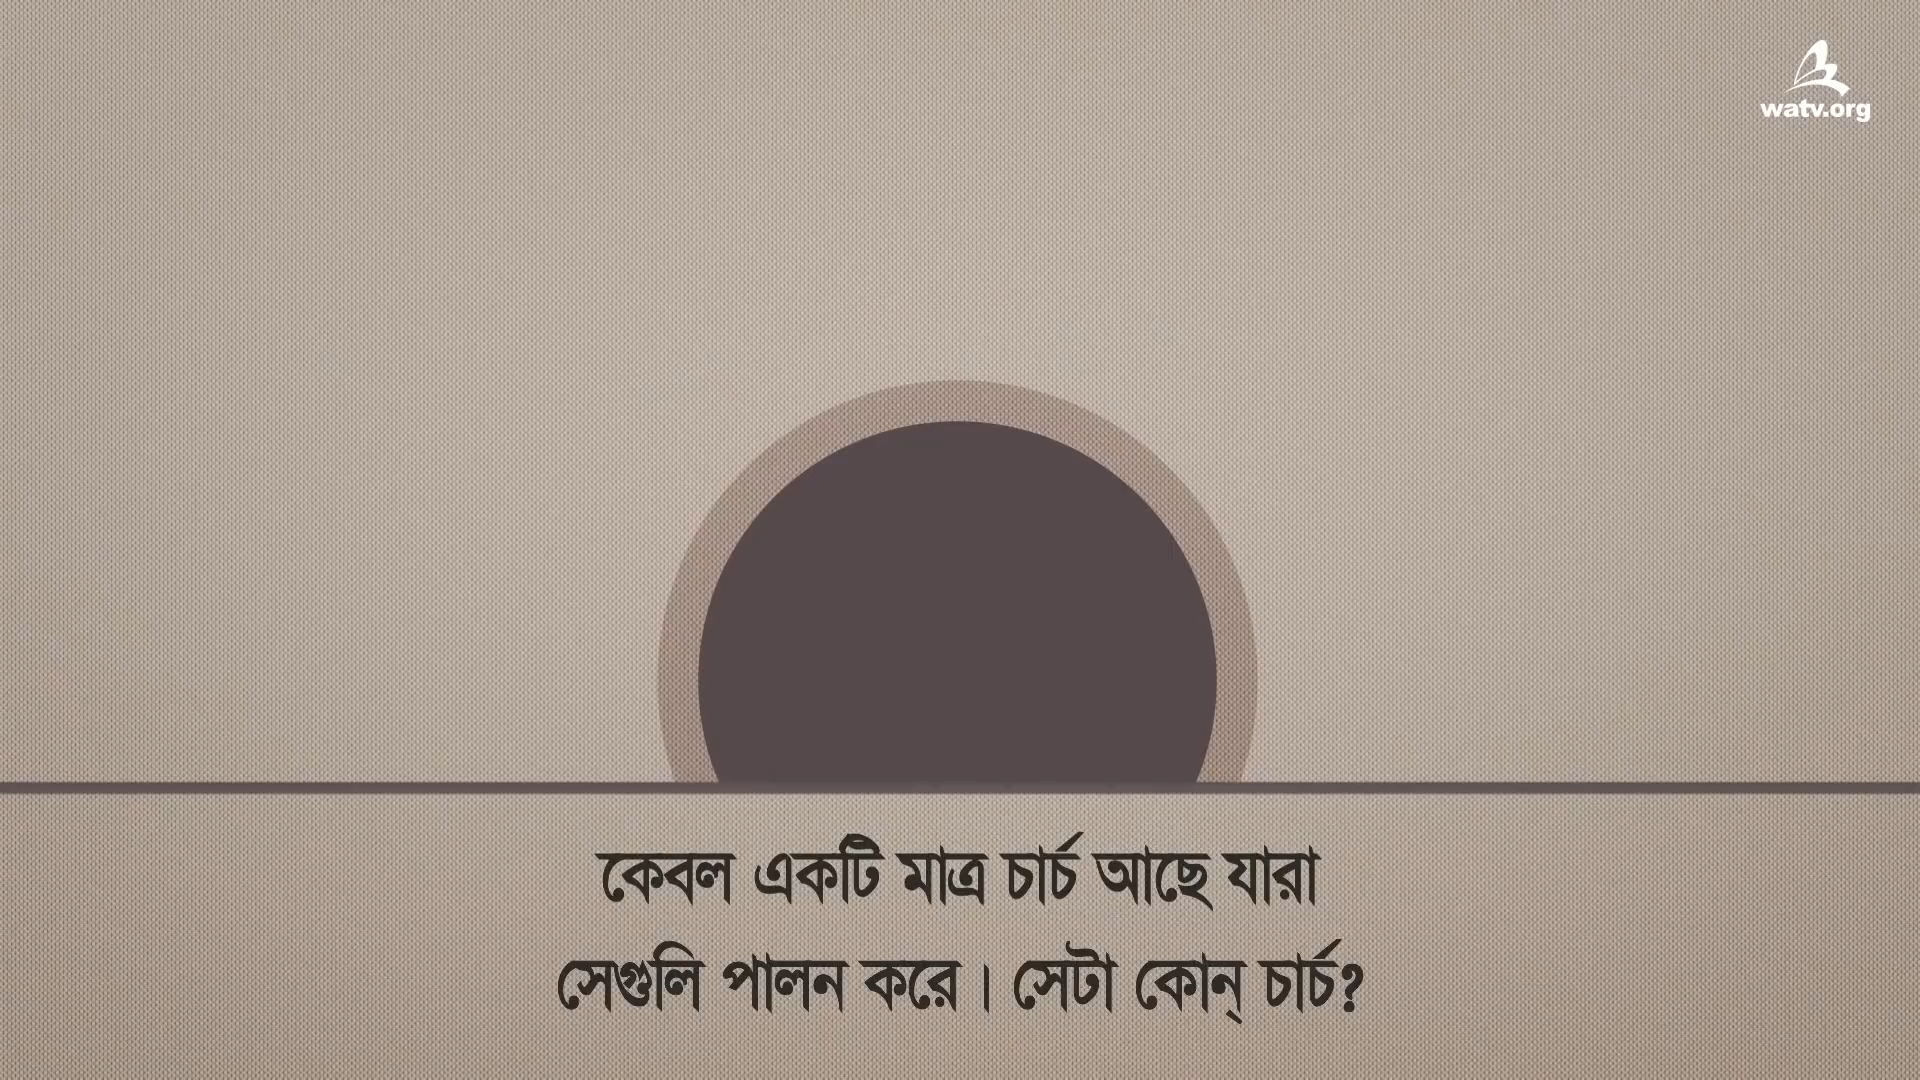 watv.org
কেবল একটি মাত্র চার্চ আছে যারা
সেগুলি পালন করে। সেটা কোন্ চার্চ?